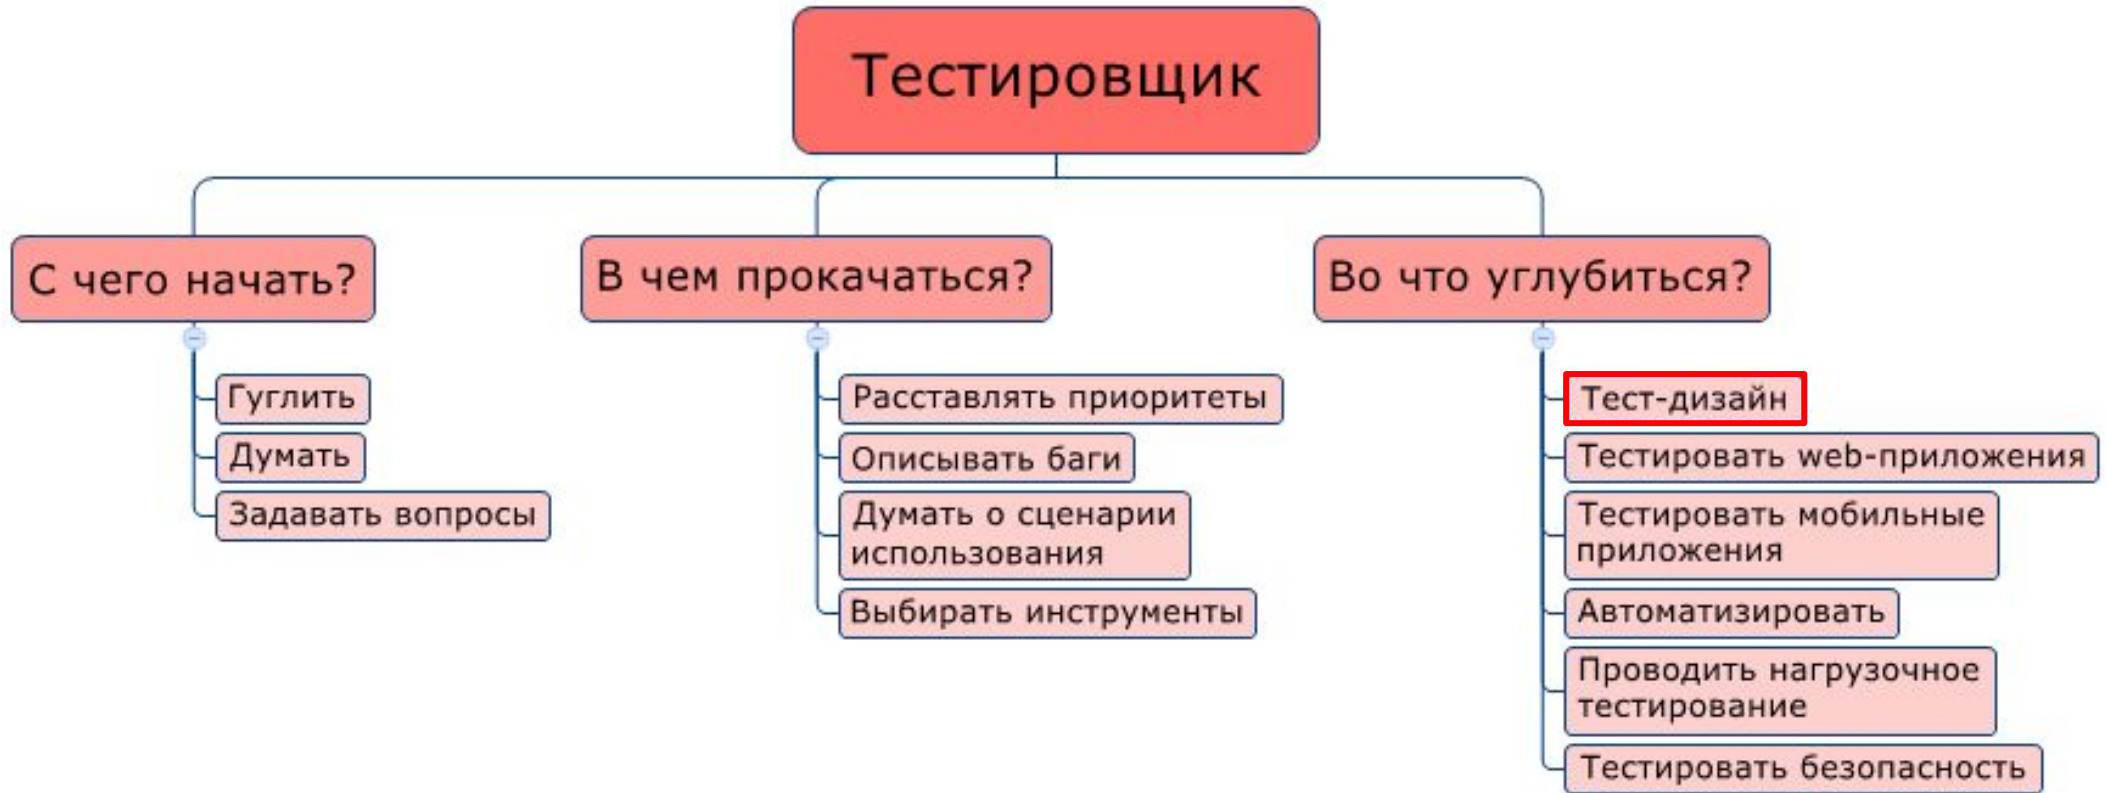 Тестировщик
С чего начать?
Гуглить
Думать
Задавать вопросы
В чем прокачаться?
Расставлять приоритеты
Описывать баги
Думать о сценарии
использования
Выбирать инструменты
Во что углубиться?
Тест-дизайн
Тестировать web-приложения
Тестировать мобильные
приложения
Автоматизировать
Проводить нагрузочное
тестирование
Тестировать безопасность